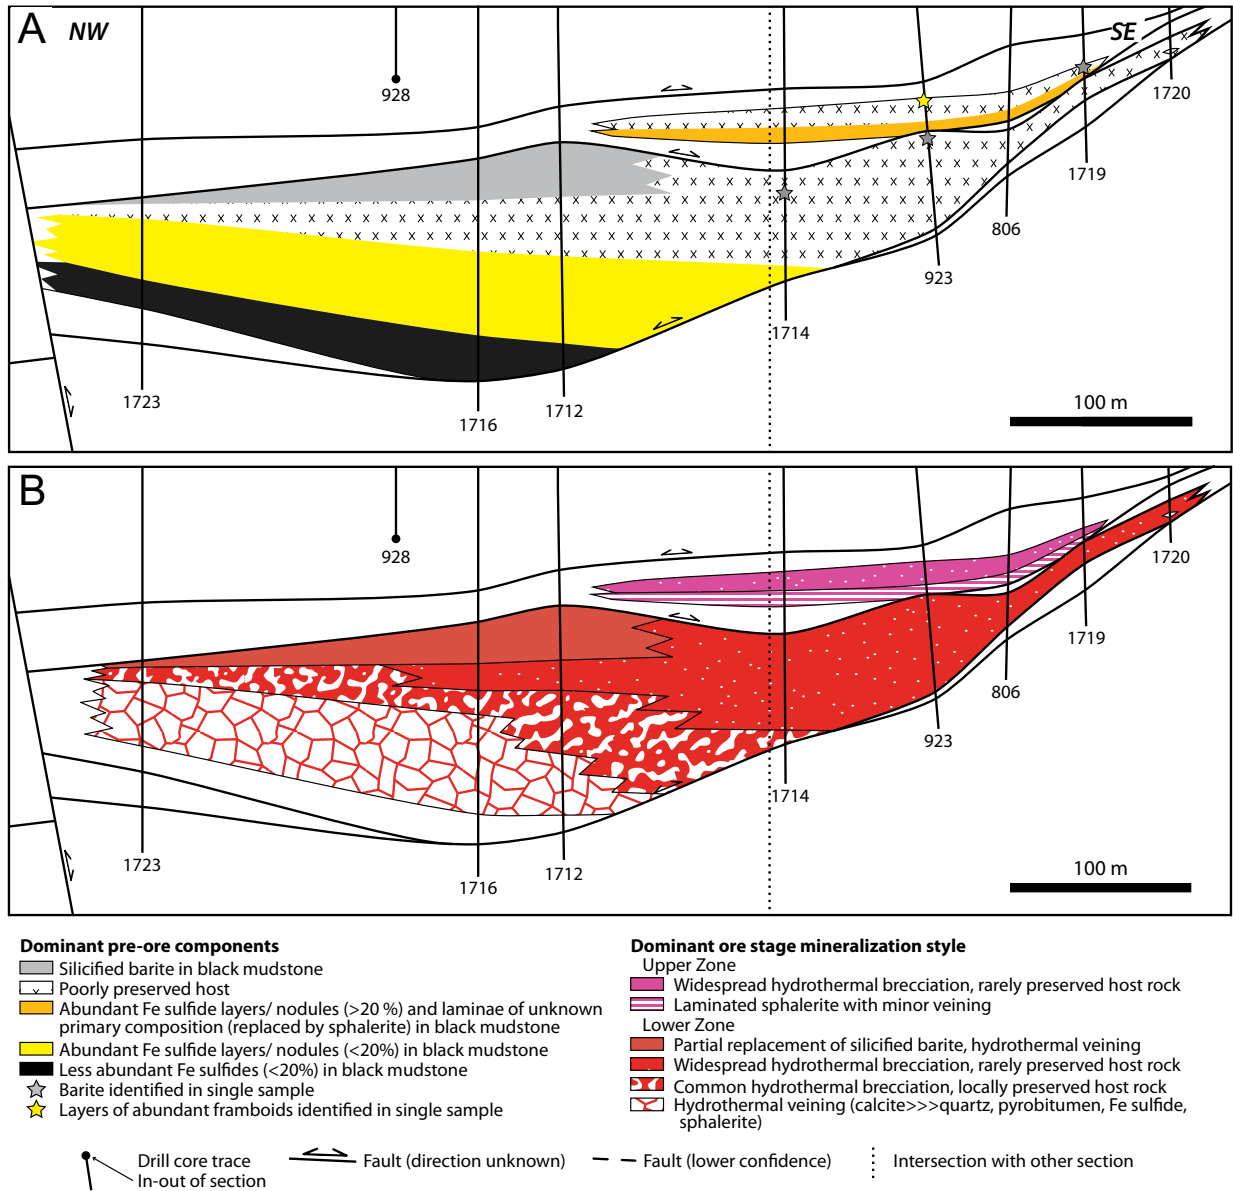 A
NW
SE
928
1720
1719
806
923
1714
1723
1716
1712
100 m
B
928
1720
1719
806
923
1714
1723
1716
1712
100 m
Dominant pre-ore components
Silicified barite in black mudstone
Poorly preserved host
Abundant Fe sulfide layers/ nodules (>20 %) and laminae of unknown
primary composition (replaced by sphalerite) in black mudstone
Abundant Fe sulfide layers/ nodules (<20%) in black mudstone
Less abundant Fe sulfides (<20%) in black mudstone
Barite identified in single sample
Layers of abundant framboids identified in single sample
Dominant ore stage mineralization style
Upper Zone
Widespread hydrothermal brecciation, rarely preserved host rock
Laminated sphalerite with minor veining
Lower Zone
Partial replacement of silicified barite, hydrothermal veining
Widespread hydrothermal brecciation, rarely preserved host rock
Common hydrothermal brecciation, locally preserved host rock
Hydrothermal veining (calcite>>>quartz, pyrobitumen, Fe sulfide,
sphalerite)
Drill core trace
In-out of section
Fault (direction unknown)
Fault (lower confidence)
Intersection with other section